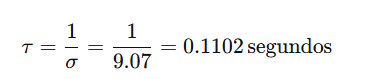 τ = 1/σ = 1/9.07 = 0.1102 segundos